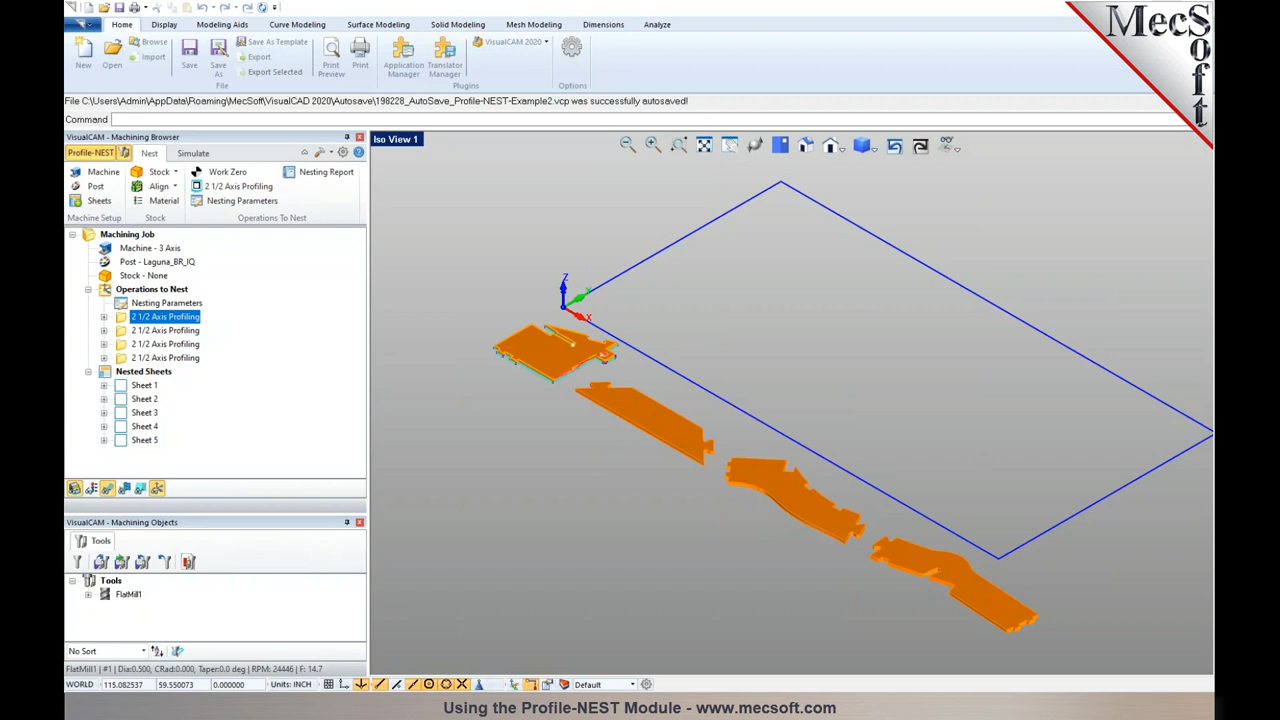 MecSoft
Home Display Modeling Aids Curve Modeling Surface Modeling Solid Modeling Mesh Modeling Dimensions Analyze
New Open Browse Import Save Save As Save As Template Export Export Selected Print Preview Print Application Manager Translator Manager VisualCAM 2020 Options
File Plugins Options
File C:\Users\Admin\AppData\Roaming\MecSoft\VisualCAM 2020\Autosave\198228_AutoSave_Profile-NEST-Example2.vcp was successfully autosaved!
Command
VisualCAM - Machining Browser
Iso View 1
Profile-NEST Nest Simulate
Machine Stock Work Zero Nesting Report
Post Align 2 1/2 Axis Profiling
Sheets Material Nesting Parameters
Machine Setup Stock Operations To Nest
Machining Job
Machine - 3 Axis
Post - Laguna_BR_IQ
Stock - None
Operations to Nest
Nesting Parameters
2 1/2 Axis Profiling
2 1/2 Axis Profiling
2 1/2 Axis Profiling
2 1/2 Axis Profiling
Nested Sheets
Sheet 1
Sheet 2
Sheet 3
Sheet 4
Sheet 5
Z
X
VisualCAM - Machining Objects
Tools
Tools
FlatMill1
No Sort
FlatMill1 | #1 | Dia:0.500, CRad:0.000, Taper:0.0 deg | RPM: 24446 | F: 14.7
WORLD 115.082537 59.550073 0.000000 Units: INCH Default
Using the Profile-NEST Module - www.mecsoft.com